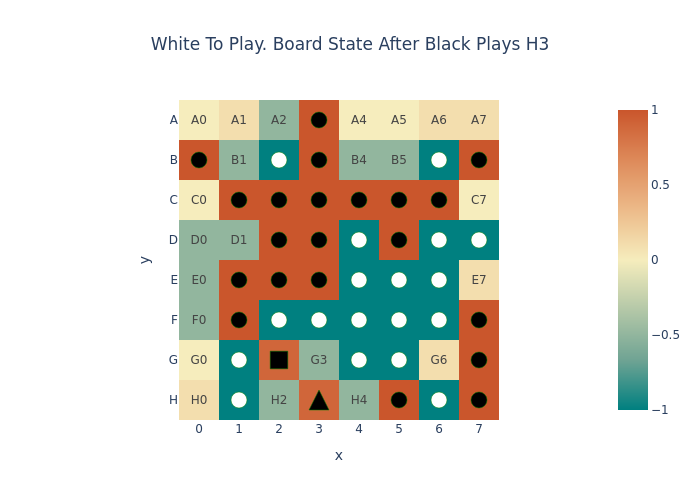 White To Play. Board State After Black Plays H3
A A0 A1 A2 A4 A5 A6 A7
B B1 B4 B5
C C0 C7
D D0 D1
E E0 E7
F F0
G G0 G3 G6
H H0 H2 H4
0 1 2 3 4 5 6 7
x
y
1
0.5
0
−0.5
−1